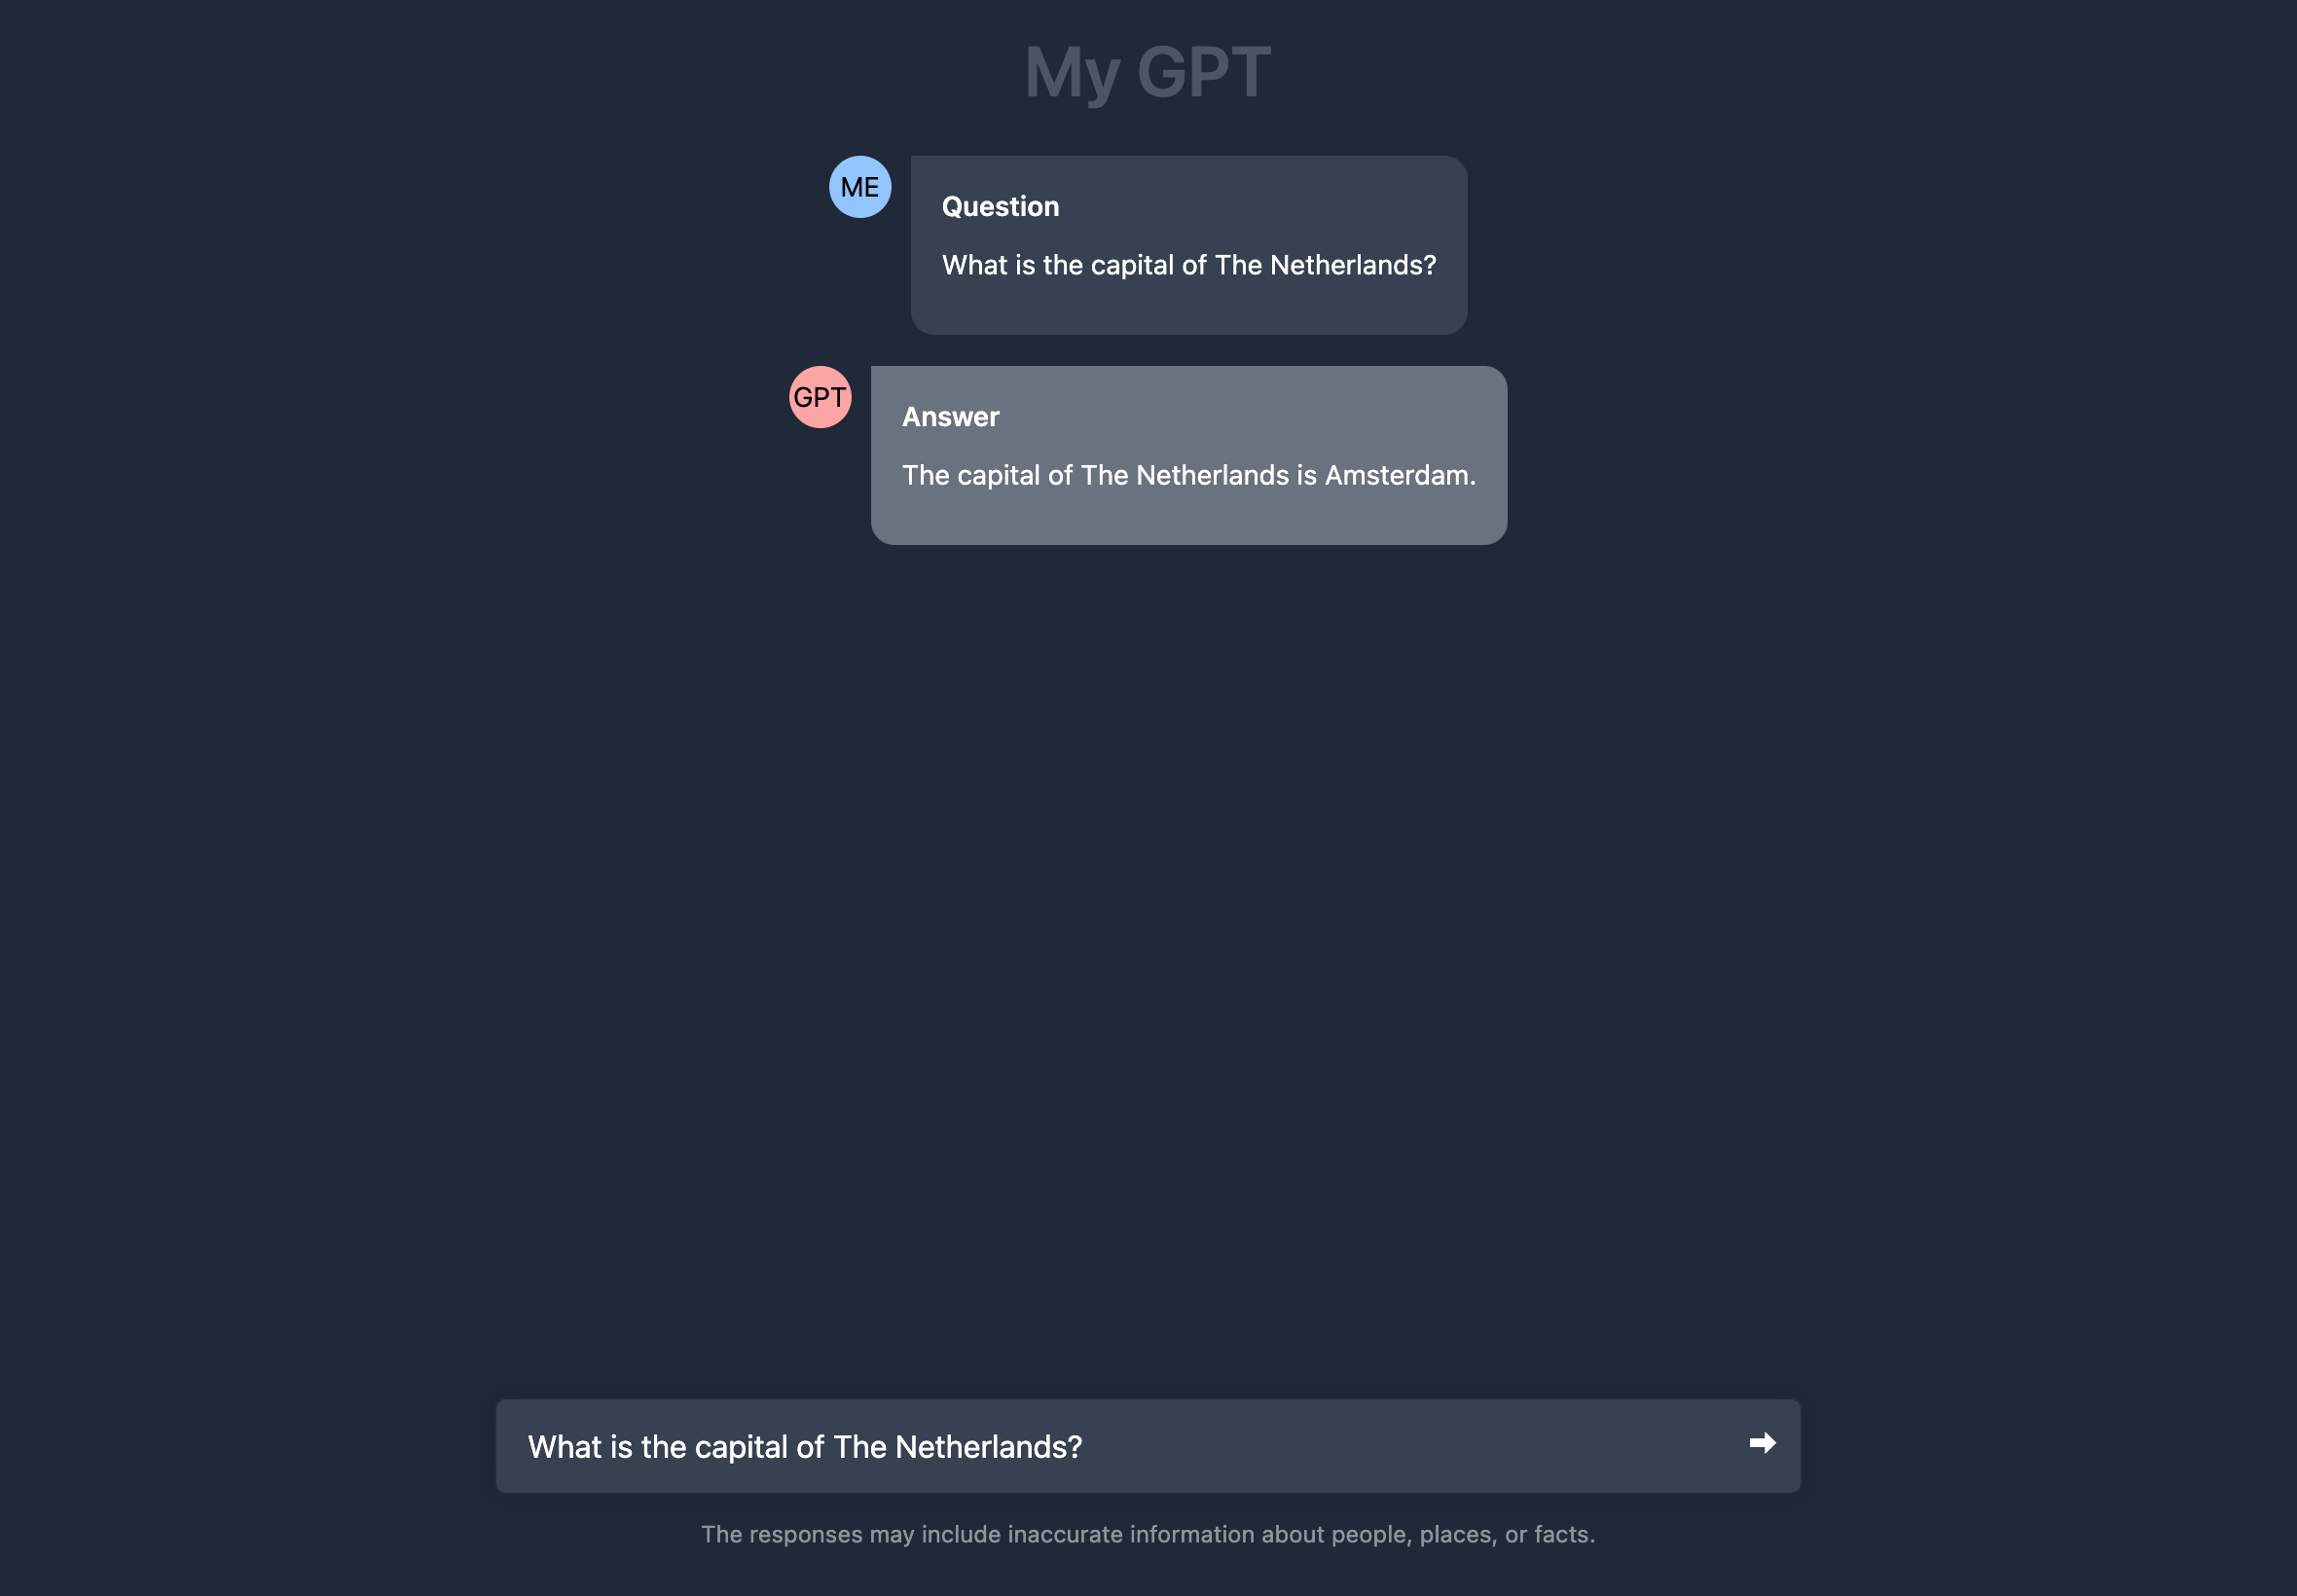 My GPT
ME
Question
What is the capital of The Netherlands?
GPT
Answer
The capital of The Netherlands is Amsterdam.
What is the capital of The Netherlands?
The responses may include inaccurate information about people, places, or facts.